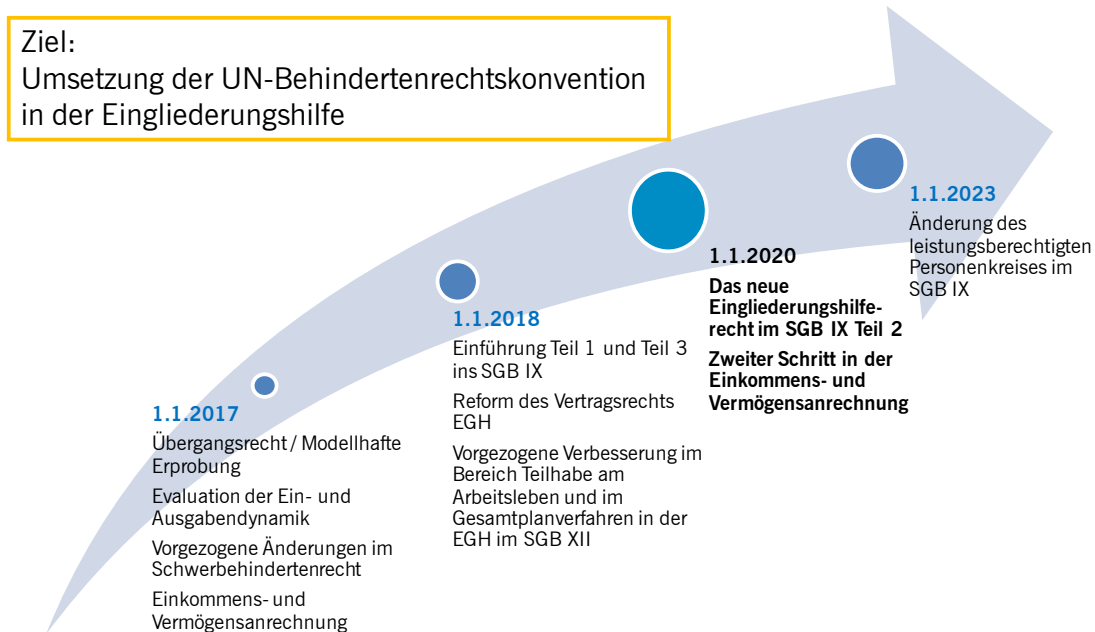 Ziel:
Umsetzung der UN-Behindertenrechtskonvention
in der Eingliederungshilfe
1.1.2017
Übergangsrecht / Modellhafte
Erprobung
Evaluation der Ein- und
Ausgabendynamik
Vorgezogene Änderungen im
Schwerbehindertenrecht
Einkommens- und
Vermögensanrechnung
1.1.2018
Einführung Teil 1 und Teil 3
ins SGB IX
Reform des Vertragsrechts
EGH
Vorgezogene Verbesserung im
Bereich Teilhabe am
Arbeitsleben und im
Gesamtplanverfahren in der
EGH im SGB XII
1.1.2020
Das neue
Eingliederungshilfe-
recht im SGB IX Teil 2
Zweiter Schritt in der
Einkommens- und
Vermögensanrechnung
1.1.2023
Änderung des
leistungsberechtigten
Personenkreises im
SGB IX